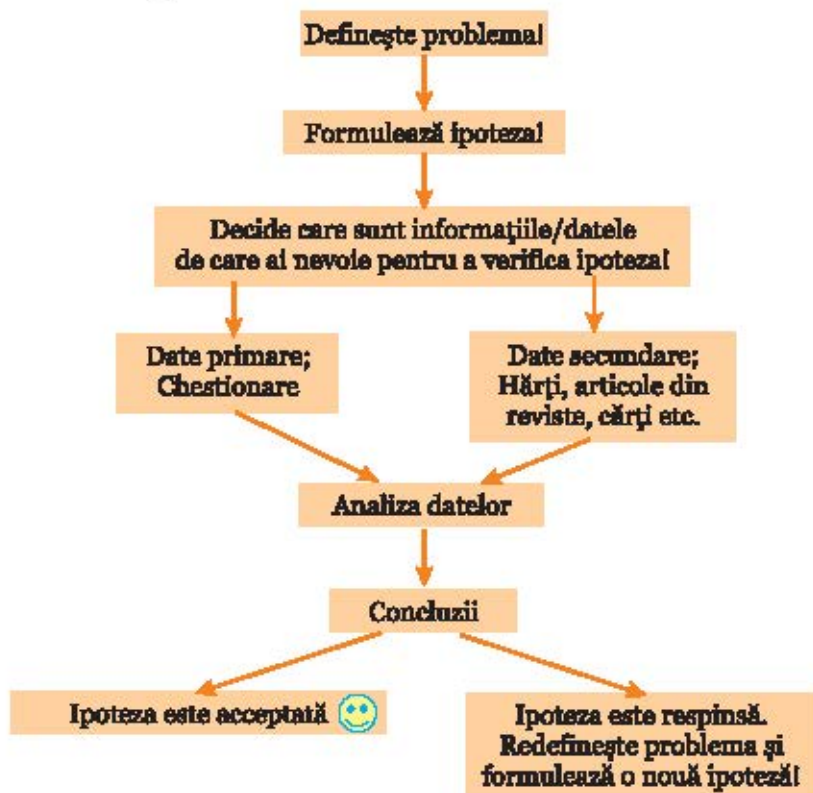 Definește problema!
Formulează ipoteza!
Decide care sunt informațiile/datele
de care ai nevoie pentru a verifica ipoteza!
Date primare;
Chestionare
Date secundare;
Hărți, articole din
reviste, cărți etc.
Analiza datelor
Concluzii
Ipoteza este acceptată
Ipoteza este respinsă.
Redefinește problema și
formulează o nouă ipoteză!